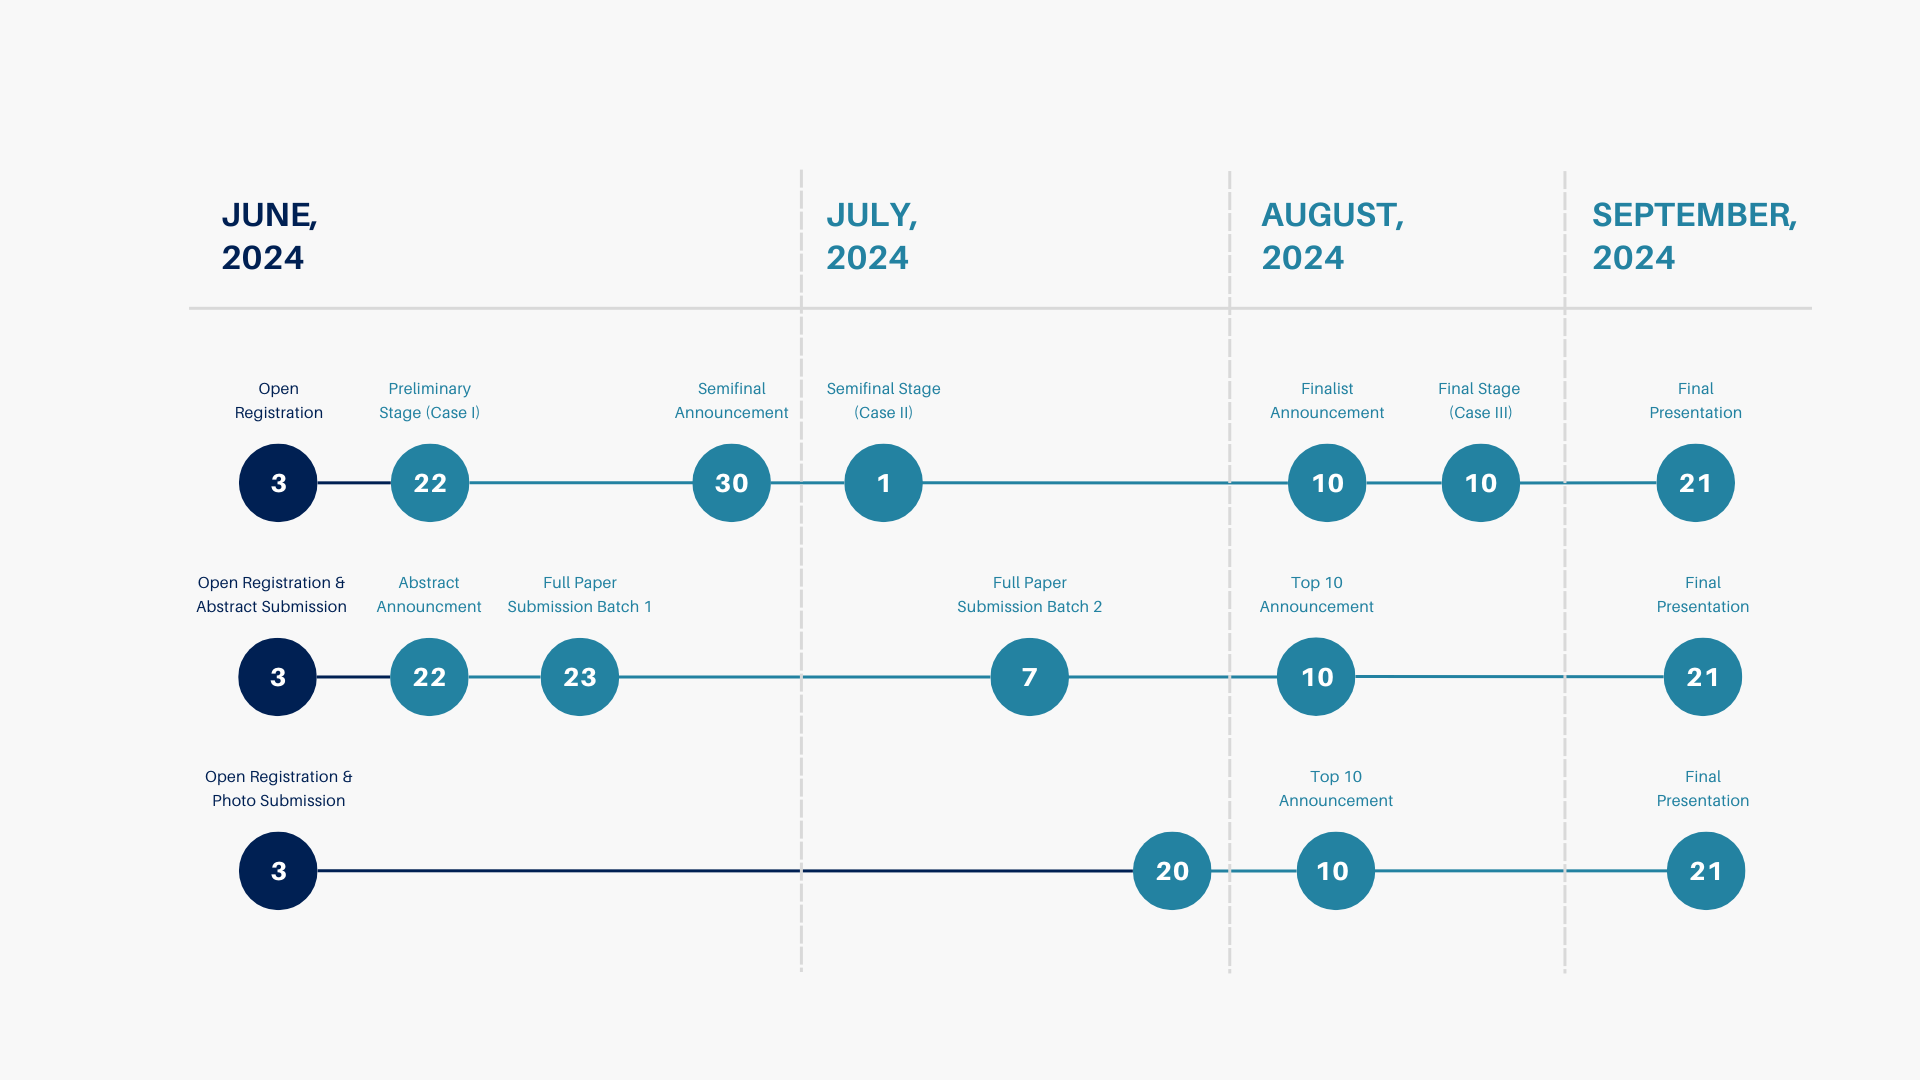 JUNE,
2024
JULY,
2024
AUGUST,
2024
SEPTEMBER,
2024
Open
Registration
Preliminary
Stage (Case I)
Semifinal
Announcement
Semifinal Stage
(Case II)
Finalist
Announcement
Final Stage
(Case III)
Final
Presentation
3
22
30
1
10
10
21
Open Registration &
Abstract Submission
Abstract
Announcment
Full Paper
Submission Batch 1
Full Paper
Submission Batch 2
Top 10
Announcement
Final
Presentation
3
22
23
7
10
21
Open Registration &
Photo Submission
Top 10
Announcement
Final
Presentation
3
20
10
21